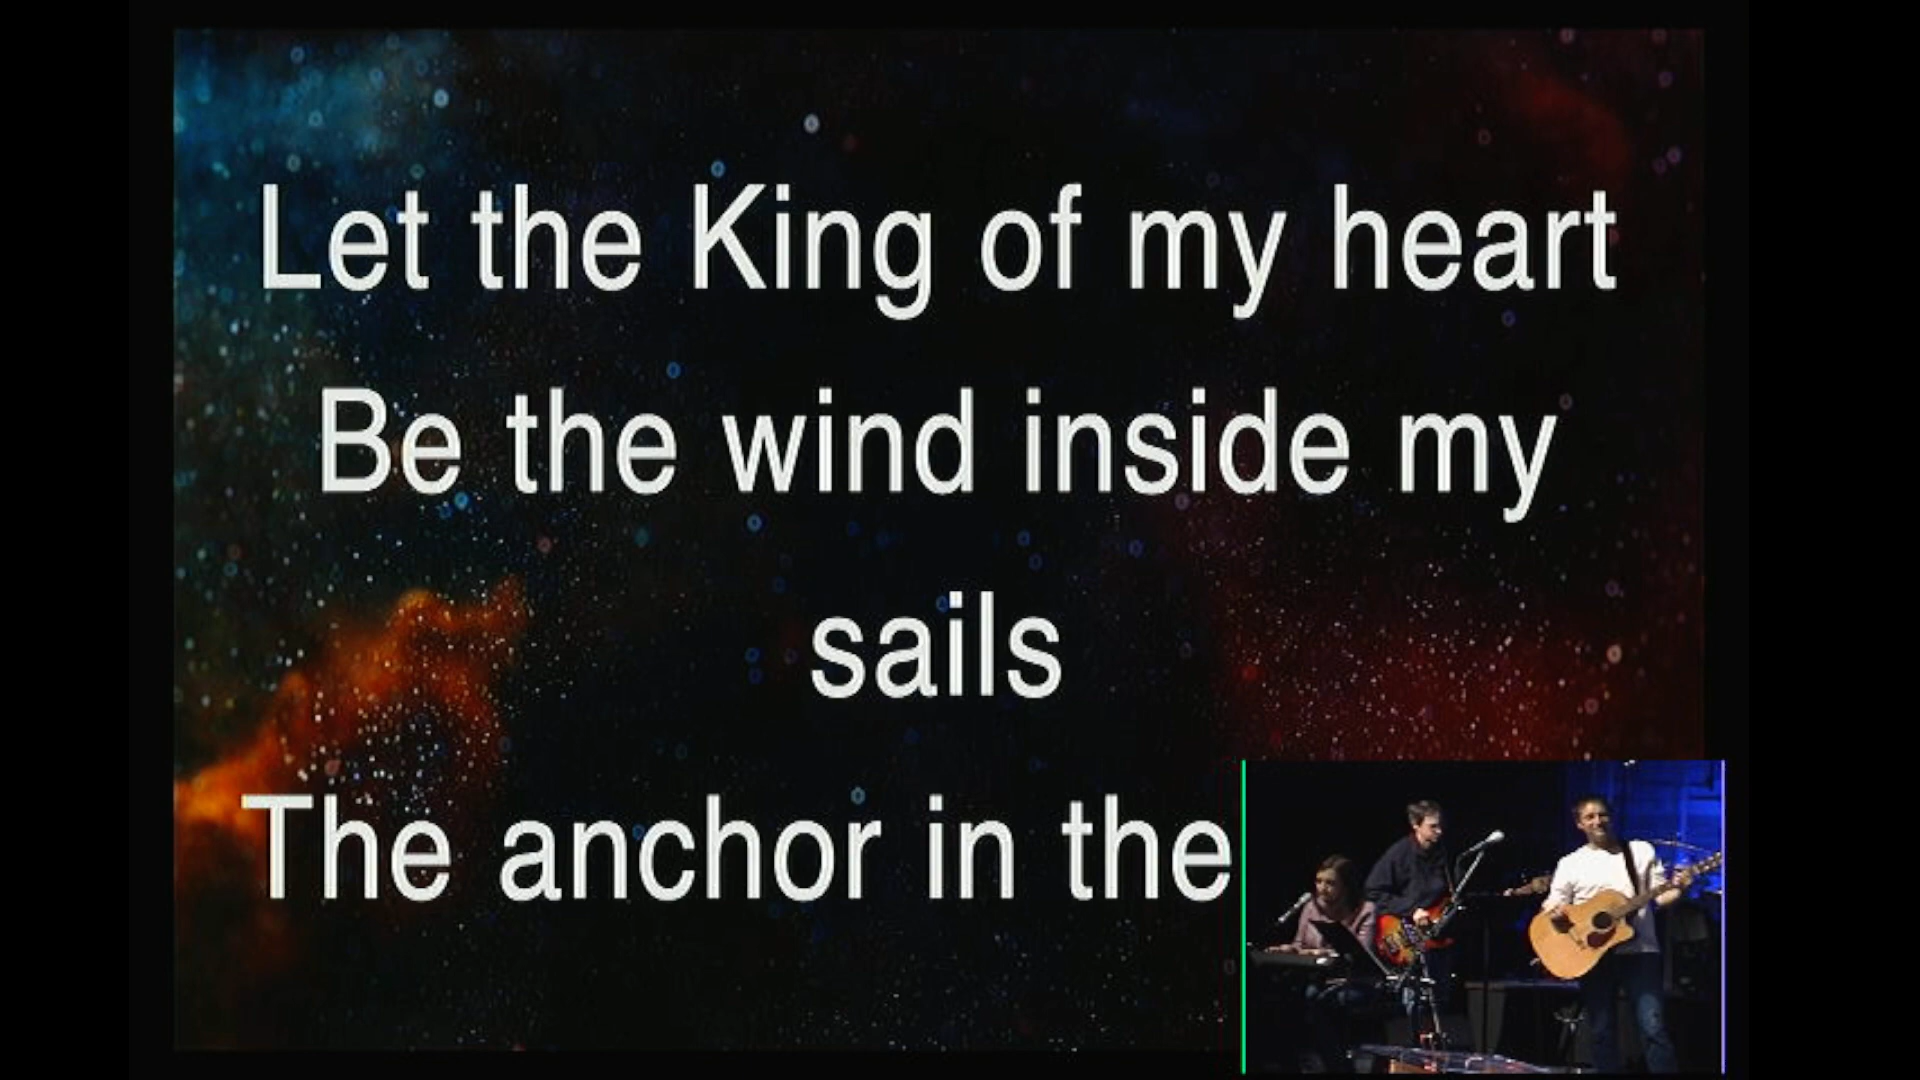 Let the King of my heart
Be the wind inside my
sails
The anchor in the